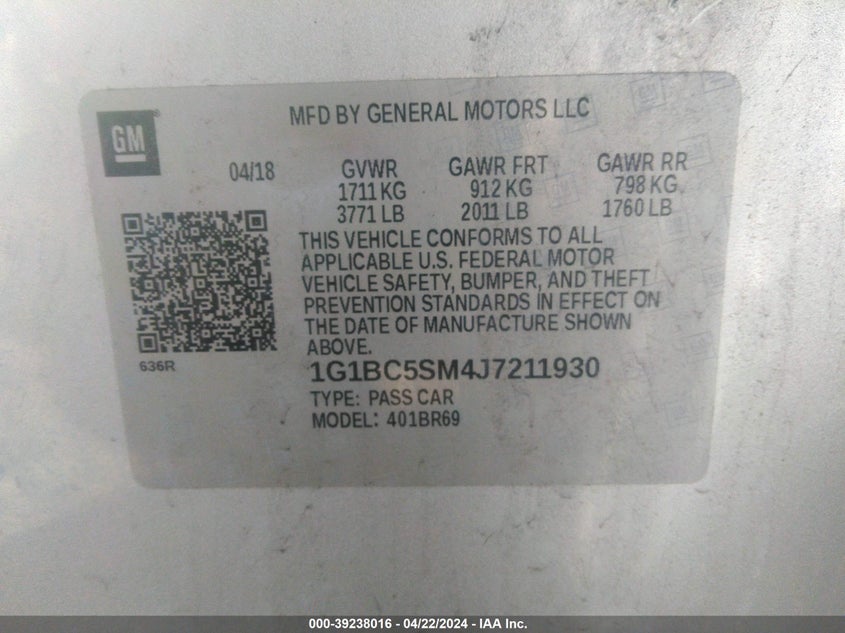 MFD BY GENERAL MOTORS LLC
GM
04/18 GVWR GAWR FRT GAWR RR
1711 KG 912 KG 798 KG
3771 LB 2011 LB 1760 LB
THIS VEHICLE CONFORMS TO ALL
APPLICABLE U.S. FEDERAL MOTOR
VEHICLE SAFETY, BUMPER, AND THEFT
PREVENTION STANDARDS IN EFFECT ON
THE DATE OF MANUFACTURE SHOWN
ABOVE.
636R
1G1BC5SM4J7211930
TYPE: PASS CAR
MODEL: 401BR69
000-39238016 - 04/22/2024 - IAA Inc.